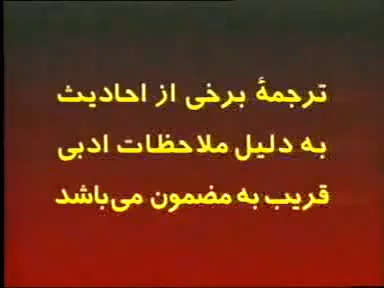 ترجمهٔ برخی از احادیث
به دلیل ملاحظات ادبی
قریب به مضمون می‌باشد